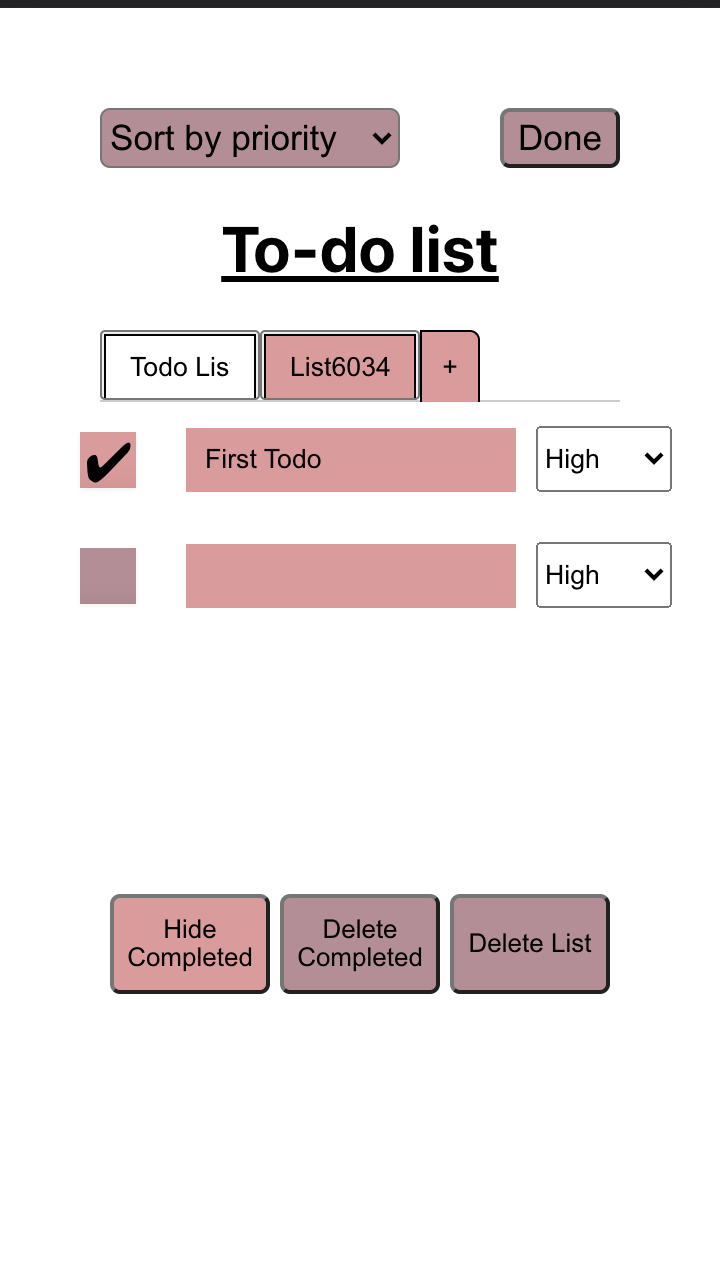 Sort by priority
Done
To-do list
Todo Lis
List6034
+
✔
First Todo
High
High
Hide
Completed
Delete
Completed
Delete List